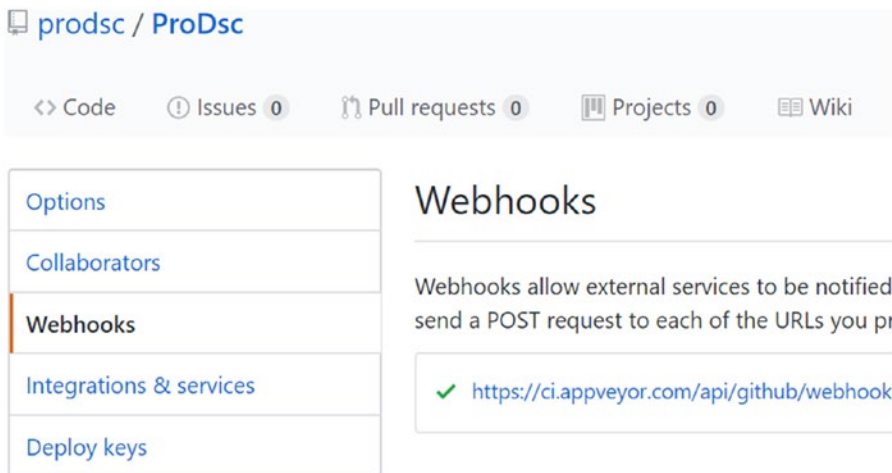 prodsc / ProDsc
<> Code Issues 0 Pull requests 0 Projects 0 Wiki
Options
Collaborators
Webhooks
Integrations & services
Deploy keys
Webhooks
Webhooks allow external services to be notified
send a POST request to each of the URLs you pr
https://ci.appveyor.com/api/github/webhook